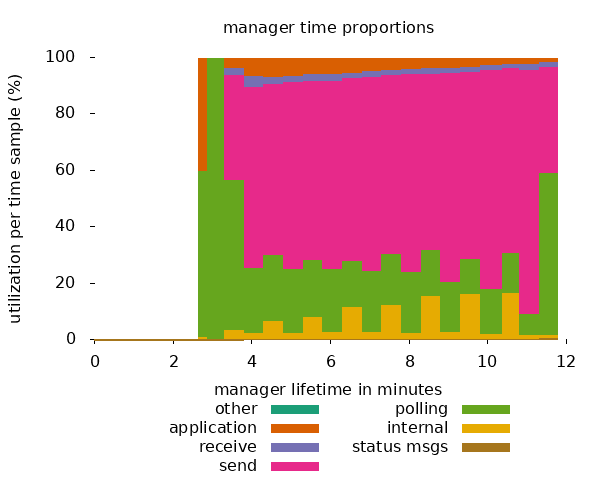 manager time proportions
utilization per time sample (%)
100
80
60
40
20
0
0 2 4 6 8 10 12
manager lifetime in minutes
other polling
application internal
receive status msgs
send